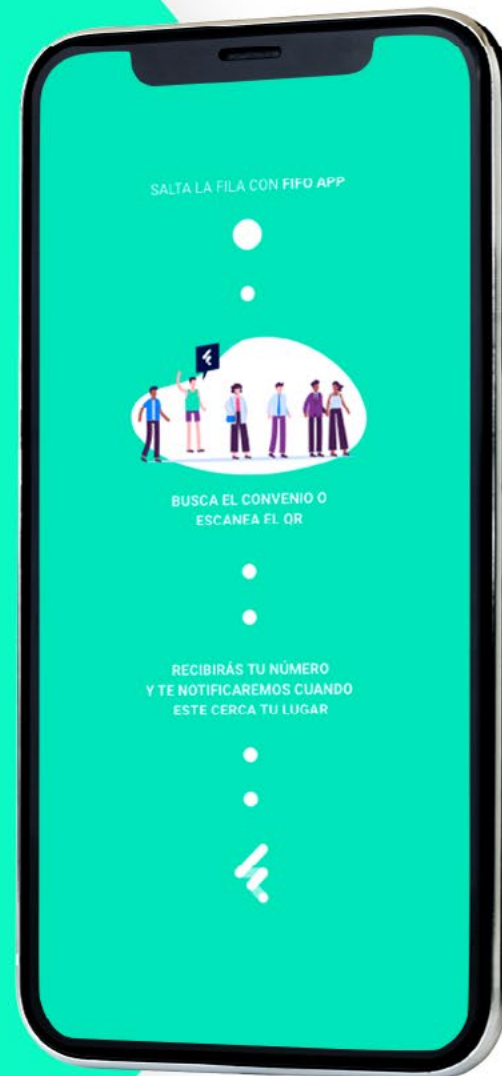 SALTA LA FILA CON FIFO APP
BUSCA EL CONVENIO O
ESCANEA EL QR
RECIBIRÁS TU NÚMERO
Y TE NOTIFICAREMOS CUANDO
ESTE CERCA TU LUGAR